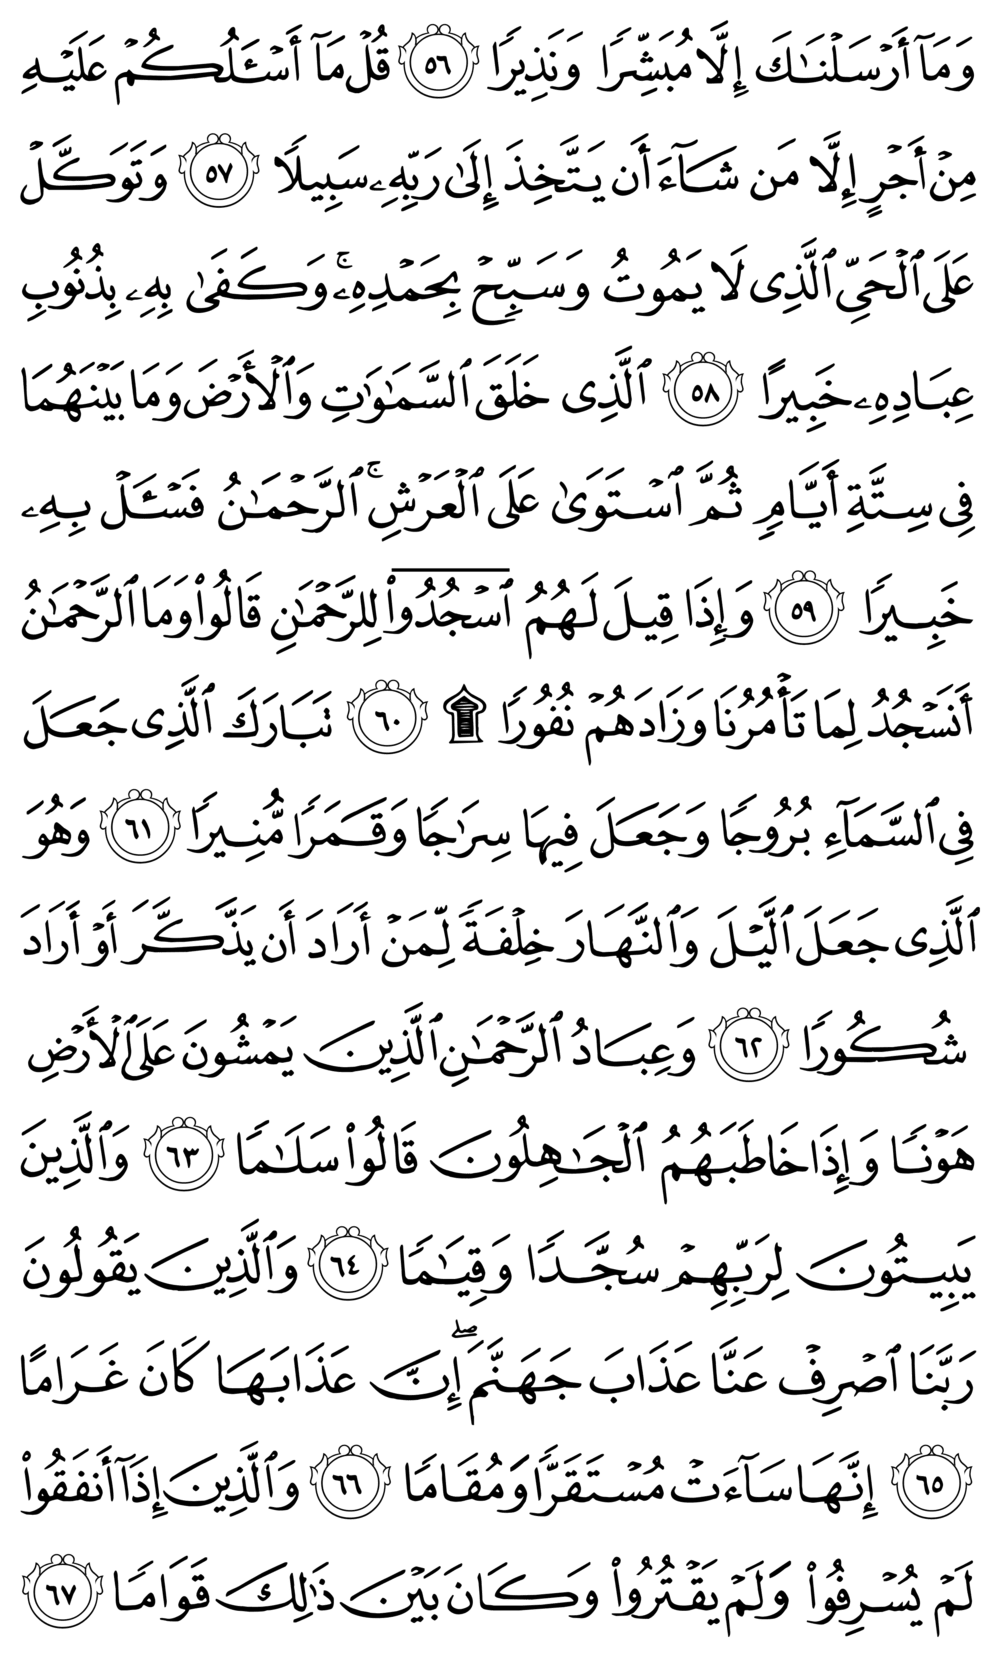 وَمَآ أَرۡسَلۡنَٰكَ إِلَّا مُبَشِّرٗا وَنَذِيرٗا ٥٦ قُلۡ مَآ أَسۡـَٔلُكُمۡ عَلَيۡهِ
مِنۡ أَجۡرٍ إِلَّا مَن شَآءَ أَن يَتَّخِذَ إِلَىٰ رَبِّهِۦ سَبِيلٗا ٥٧ وَتَوَكَّلۡ
عَلَى ٱلۡحَيِّ ٱلَّذِي لَا يَمُوتُ وَسَبِّحۡ بِحَمۡدِهِۦۚ وَكَفَىٰ بِهِۦ بِذُنُوبِ
عِبَادِهِۦ خَبِيرًا ٥٨ ٱلَّذِي خَلَقَ ٱلسَّمَٰوَٰتِ وَٱلۡأَرۡضَ وَمَا بَيۡنَهُمَا
فِي سِتَّةِ أَيَّامٖ ثُمَّ ٱسۡتَوَىٰ عَلَى ٱلۡعَرۡشِۚ ٱلرَّحۡمَٰنُ فَسۡـَٔلۡ بِهِۦ
خَبِيرٗا ٥٩ وَإِذَا قِيلَ لَهُمُ ٱسۡجُدُواْۤ لِلرَّحۡمَٰنِ قَالُواْ وَمَا ٱلرَّحۡمَٰنُ
أَنَسۡجُدُ لِمَا تَأۡمُرُنَا وَزَادَهُمۡ نُفُورٗا ۩ ٦٠ تَبَارَكَ ٱلَّذِي جَعَلَ
فِي ٱلسَّمَآءِ بُرُوجٗا وَجَعَلَ فِيهَا سِرَٰجٗا وَقَمَرٗا مُّنِيرٗا ٦١ وَهُوَ
ٱلَّذِي جَعَلَ ٱلَّيۡلَ وَٱلنَّهَارَ خِلۡفَةٗ لِّمَنۡ أَرَادَ أَن يَذَّكَّرَ أَوۡ أَرَادَ
شُكُورٗا ٦٢ وَعِبَادُ ٱلرَّحۡمَٰنِ ٱلَّذِينَ يَمۡشُونَ عَلَى ٱلۡأَرۡضِ
هَوۡنٗا وَإِذَا خَاطَبَهُمُ ٱلۡجَٰهِلُونَ قَالُواْ سَلَٰمٗا ٦٣ وَٱلَّذِينَ
يَبِيتُونَ لِرَبِّهِمۡ سُجَّدٗا وَقِيَٰمٗا ٦٤ وَٱلَّذِينَ يَقُولُونَ
رَبَّنَا ٱصۡرِفۡ عَنَّا عَذَابَ جَهَنَّمَۖ إِنَّ عَذَابَهَا كَانَ غَرَامًا
٦٥ إِنَّهَا سَآءَتۡ مُسۡتَقَرّٗا وَمُقَامٗا ٦٦ وَٱلَّذِينَ إِذَآ أَنفَقُواْ
لَمۡ يُسۡرِفُواْ وَلَمۡ يَقۡتُرُواْ وَكَانَ بَيۡنَ ذَٰلِكَ قَوَامٗا ٦٧